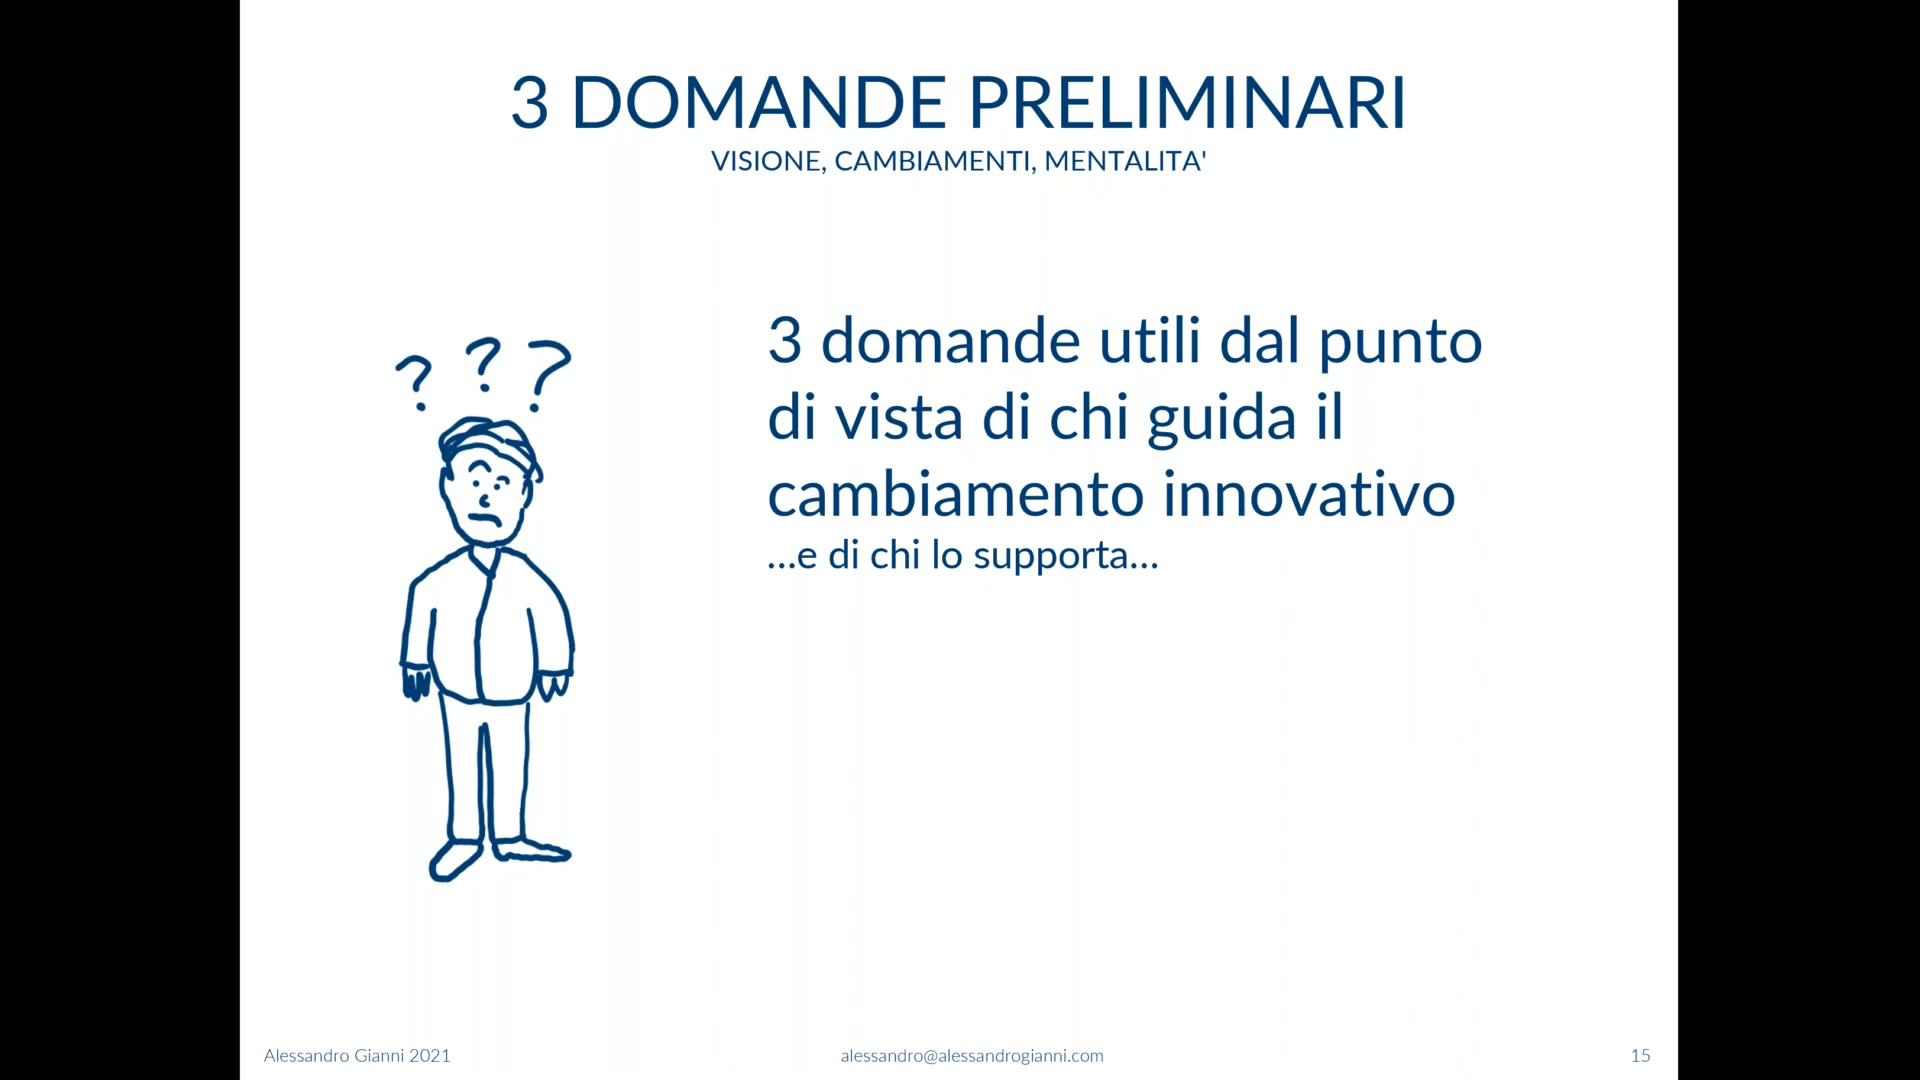 3 DOMANDE PRELIMINARI
VISIONE, CAMBIAMENTI, MENTALITA'
? ? ?
3 domande utili dal punto
di vista di chi guida il
cambiamento innovativo
...e di chi lo supporta...
Alessandro Gianni 2021
alessandro@alessandrogianni.com
15